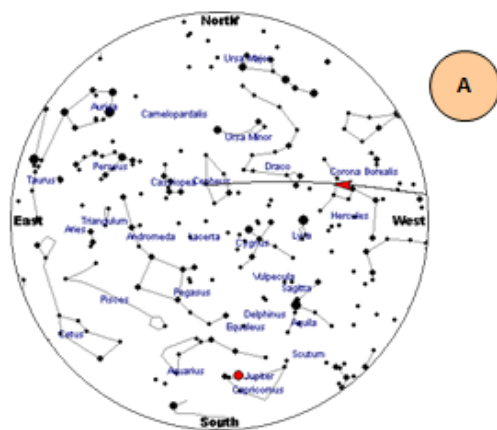 North
A
Ursa Major
Auriga
Camelopardalis
Ursa Minor
Perseus
Draco
Corona Borealis
Taurus
Cassiopea
Cepheus
East
Triangulum
Aries
Hercules
West
Andromeda
Lacerta
Cygnus
Lyra
Vulpecula
Pisces
Pegasus
Sagitta
Delphinus
Equuleus
Aquila
Cetus
Scutum
Aquarius
Jupiter
Capricornus
South